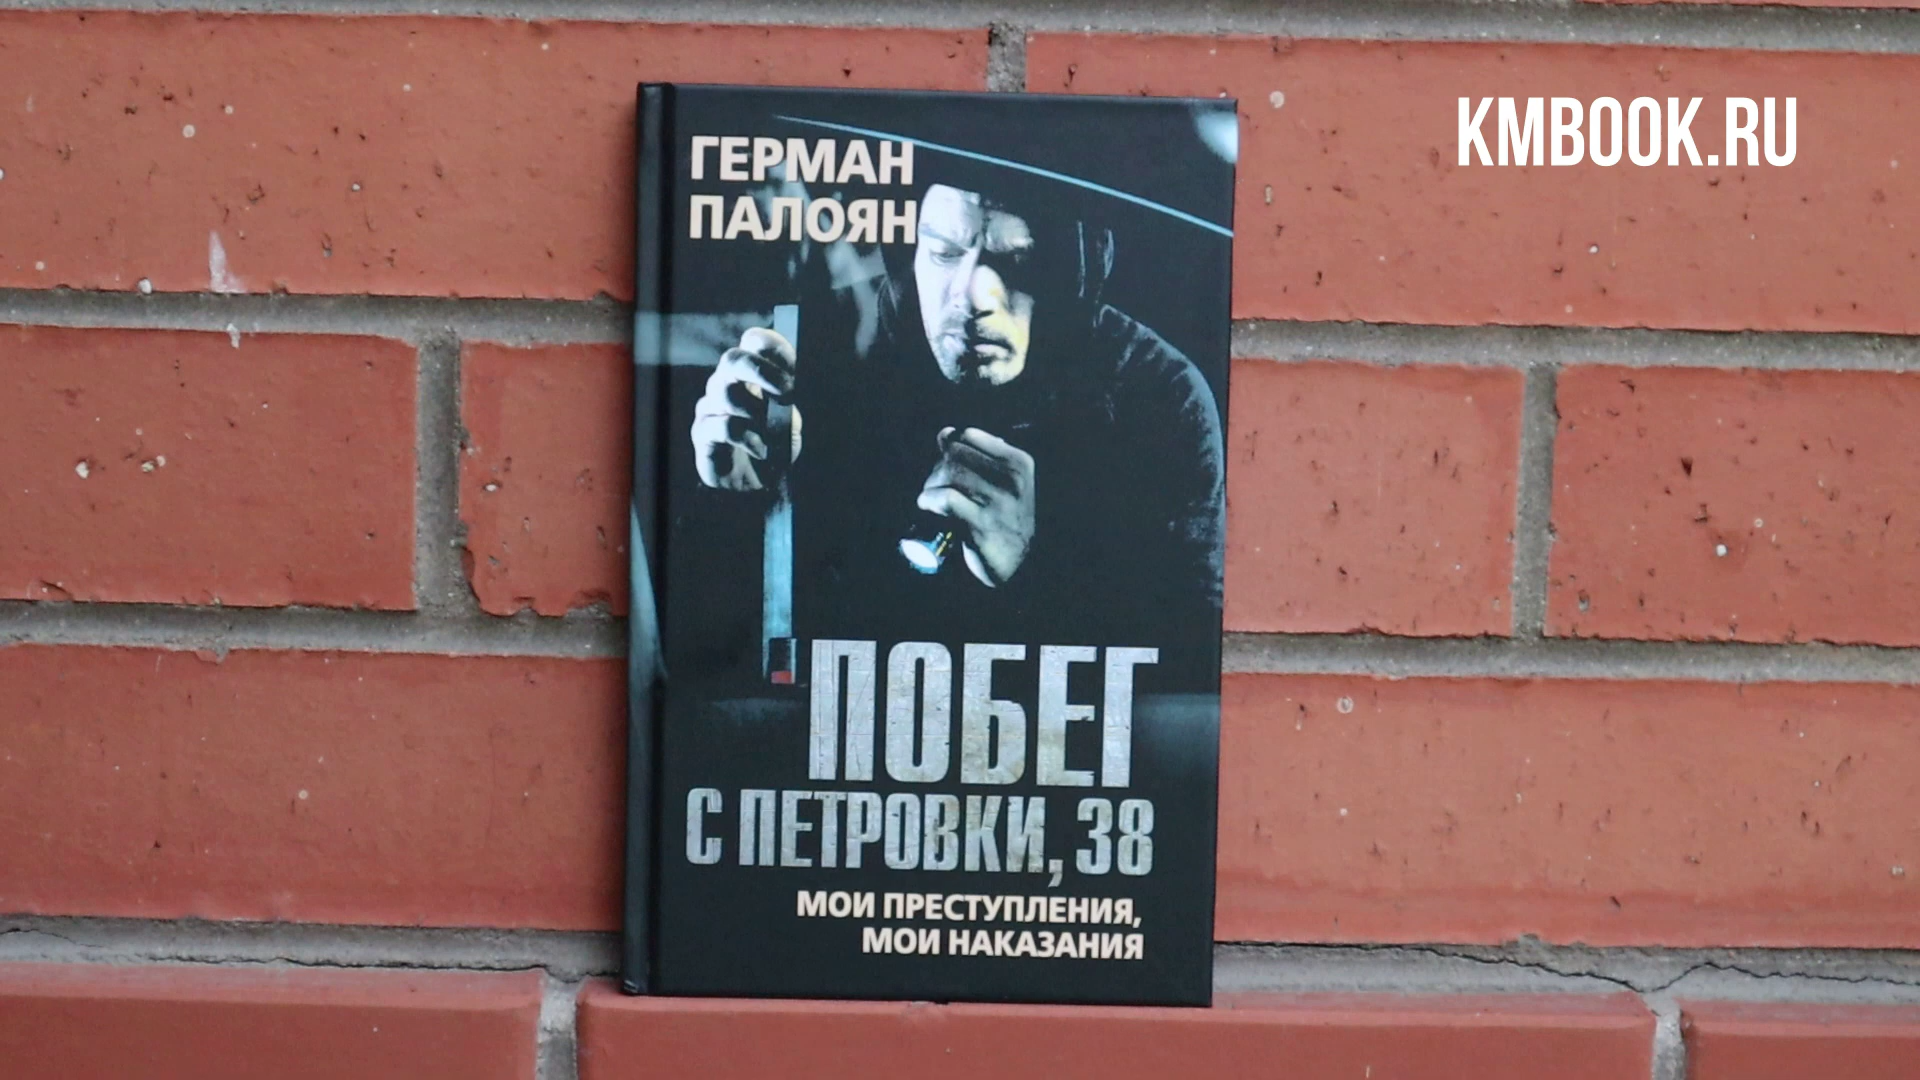 KMBOOK.RU
ГЕРМАН
ПАЛОЯН
ПОБЕГ
С ПЕТРОВКИ, 38
МОИ ПРЕСТУПЛЕНИЯ,
МОИ НАКАЗАНИЯ